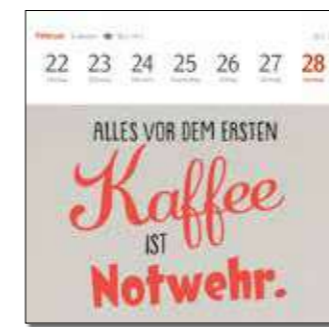 Februar
22 23 24 25 26 27 28
ALLES VOR DEM ERSTEN
Kaffee
IST
Notwehr.